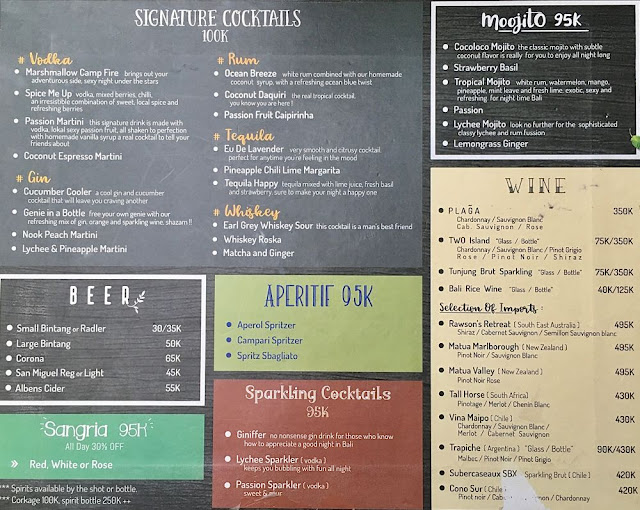 SIGNATURE COCKTAILS
100K
# Vodka
Marshmallow Camp Fire brings out your
adventurous side, sexy night under the stars
Spice Me Up vodka, mixed berries, chilli,
an irresistible combination of sweet, local spice and
refreshing berries
Passion Martini this signature drink is made with
vodka, lokal sexy passion fruit, all shaken to perfection
with homemade vanilla syrup a real cocktail to tell your
friends about
Coconut Espresso Martini
# Gin
Cucumber Cooler a cool gin and cucumber
cocktail that will leave you craving another
Genie in a Bottle free your own genie with our
refreshing mix of gin, orange and sparkling wine, shazam !!
Nook Peach Martini
Lychee & Pineapple Martini
# Rum
Ocean Breeze white rum combined with our homemade
coconut syrup, with a refreshing ocean blue twist
Coconut Daquiri the real tropical cocktail.
you know you are here !
Passion Fruit Caipirinha
# Tequila
Eu De Lavender very smooth and citrusy cocktail.
perfect for anytime you're feeling in the mood
Pineapple Chili Lime Margarita
Tequila Happy tequila mixed with lime juice, fresh basil
and strawberry, sure to make your night a happy one
# Whiskey
Earl Grey Whiskey Sour this cocktail is a man's best friend
Whiskey Roska
Matcha and Ginger
Moojito 95K
Cocoloco Mojito the classic mojito with subtle
coconut flavor is really for you to enjoy all night long
Strawberry Basil
Tropical Mojito white rum, watermelon, mango,
pineapple, mint leave and fresh lime, exotic, sexy and
refreshing for night time Bali
Passion
Lychee Mojito look no further for the sophisticated
classy lychee and rum fussion
Lemongrass Ginger
BEER
Small Bintang or Radler 30/35K
Large Bintang 50K
Corona 65K
San Miguel Reg or Light 45K
Albens Cider 55K
APERITIF 95K
Aperol Spritzer
Campari Spritzer
Spritz Sbagliato
Sangria 95K
All Day 30% OFF
» Red, White or Rose
*** Spirits available by the shot or bottle.
*** Corkage 100K, spirit bottle 250K ++
Sparkling Cocktails
95K
Giniffer no nonsense gin drink for those who know
how to appreciate a good night in Bali
Lychee Sparkler ( vodka )
keeps you bubbling with fun all night
Passion Sparkler ( vodka )
sweet & sour
WINE
PLAGA 350K
Chardonnay / Sauvignon Blanc
Cab. Sauvignon / Rose
TWO Island "Glass / Bottle" 75K/350K
Chardonnay / Sauvignon Blanc / Pinot Grigio
Rose / Pinot Noir / Shiraz
Tunjung Brut Sparkling "Glass / Bottle" 75K/350K
Bali Rice Wine "Glass / Bottle" 40K/125K
Selection Of Imports :
Rawson's Retreat ( South East Australia ) 495K
Shiraz / Cabernet Sauvignon / Semillon Sauvignon blanc
Matua Marlborough ( New Zealand ) 495K
Pinot Noir / Sauvignon Blanc
Matua Valley ( New Zealand ) 495K
Pinot Noir Rose
Tall Horse ( South Africa ) 430K
Pinotage / Merlot / Chenin Blanc
Vina Maipo ( Chile ) 430K
Chardonnay / Sauvignon Blanc /
Merlot / Cabernet Sauvignon
Trapiche ( Argentina ) "Glass / Bottle" 90K/430K
Malbec / Pinot Noir / Pinot Grigio
Subercaseaux SBX Sparkling Brut ( Chile ) 420K
Cono Sur ( Chile ) 420K
Pinot noir / Cabernet Sauvignon / Chardonnay